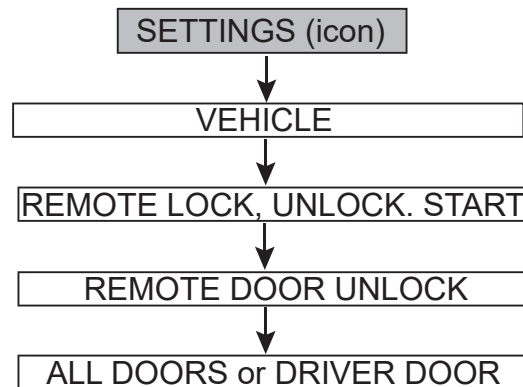 SETTINGS (icon)
VEHICLE
REMOTE LOCK, UNLOCK. START
REMOTE DOOR UNLOCK
ALL DOORS or DRIVER DOOR